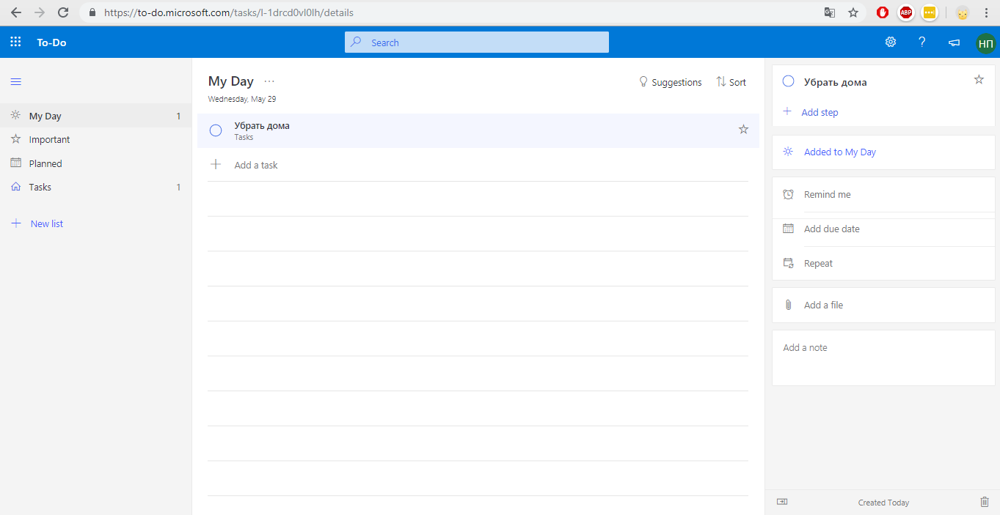 https://to-do.microsoft.com/tasks/l-1drcd0vl0lh/details
ABP
To-Do
Search
?
НП
My Day ...
Suggestions
Sort
Wednesday, May 29
My Day 1
Important
Planned
Tasks 1
New list
Убрать дома
Tasks
Add a task
Убрать дома
Add step
Added to My Day
Remind me
Add due date
Repeat
Add a file
Add a note
Created Today